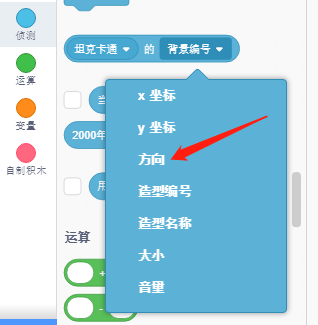 侦测
运算
变量
自制积木
坦克卡通 的 背景编号
当
2000年
用
x 坐标
y 坐标
方向
造型编号
造型名称
大小
音量
运算
+
-